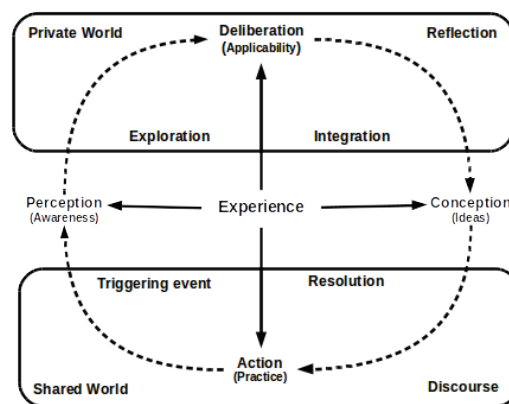 Private World
Deliberation
(Applicability)
Reflection
Exploration
Integration
Perception
(Awareness)
Experience
Conception
(Ideas)
Triggering event
Resolution
Action
(Practice)
Shared World
Discourse